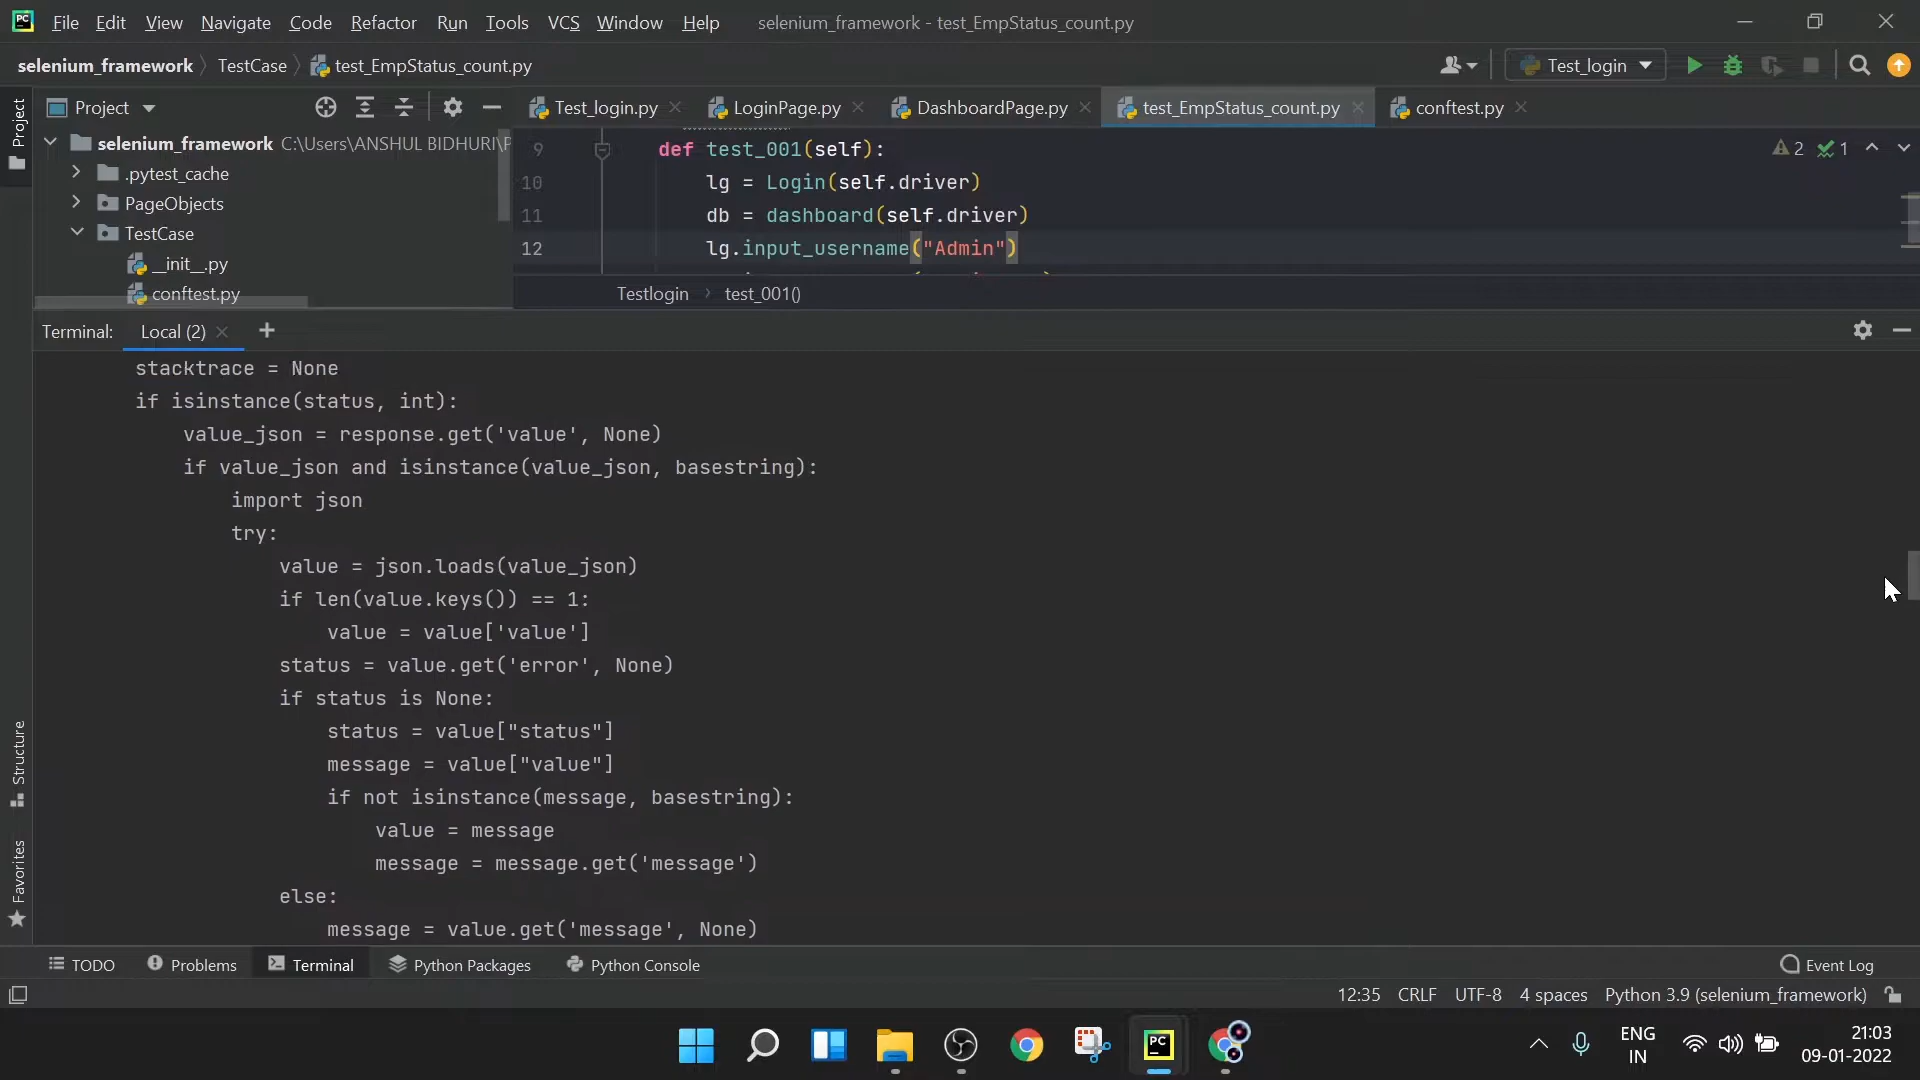 PC File Edit View Navigate Code Refactor Run Tools VCS Window Help selenium_framework - test_EmpStatus_count.py
selenium_framework TestCase test_EmpStatus_count.py Test_login
Project
Project Test_login.py LoginPage.py DashboardPage.py test_EmpStatus_count.py conftest.py
selenium_framework C:\Users\ANSHUL BIDHURI\P
.pytest_cache
PageObjects
TestCase
__init__.py
conftest.py
9 def test_001(self):
10 lg = Login(self.driver)
11 db = dashboard(self.driver)
12 lg.input_username("Admin")
2 1
Testlogin test_001()
Terminal: Local (2)
stacktrace = None
if isinstance(status, int):
value_json = response.get('value', None)
if value_json and isinstance(value_json, basestring):
import json
try:
value = json.loads(value_json)
if len(value.keys()) == 1:
value = value['value']
status = value.get('error', None)
if status is None:
status = value["status"]
message = value["value"]
if not isinstance(message, basestring):
value = message
message = message.get('message')
else:
message = value.get('message', None)
Structure
Favorites
TODO Problems Terminal Python Packages Python Console Event Log
12:35 CRLF UTF-8 4 spaces Python 3.9 (selenium_framework)
PC
ENG
IN
21:03
09-01-2022